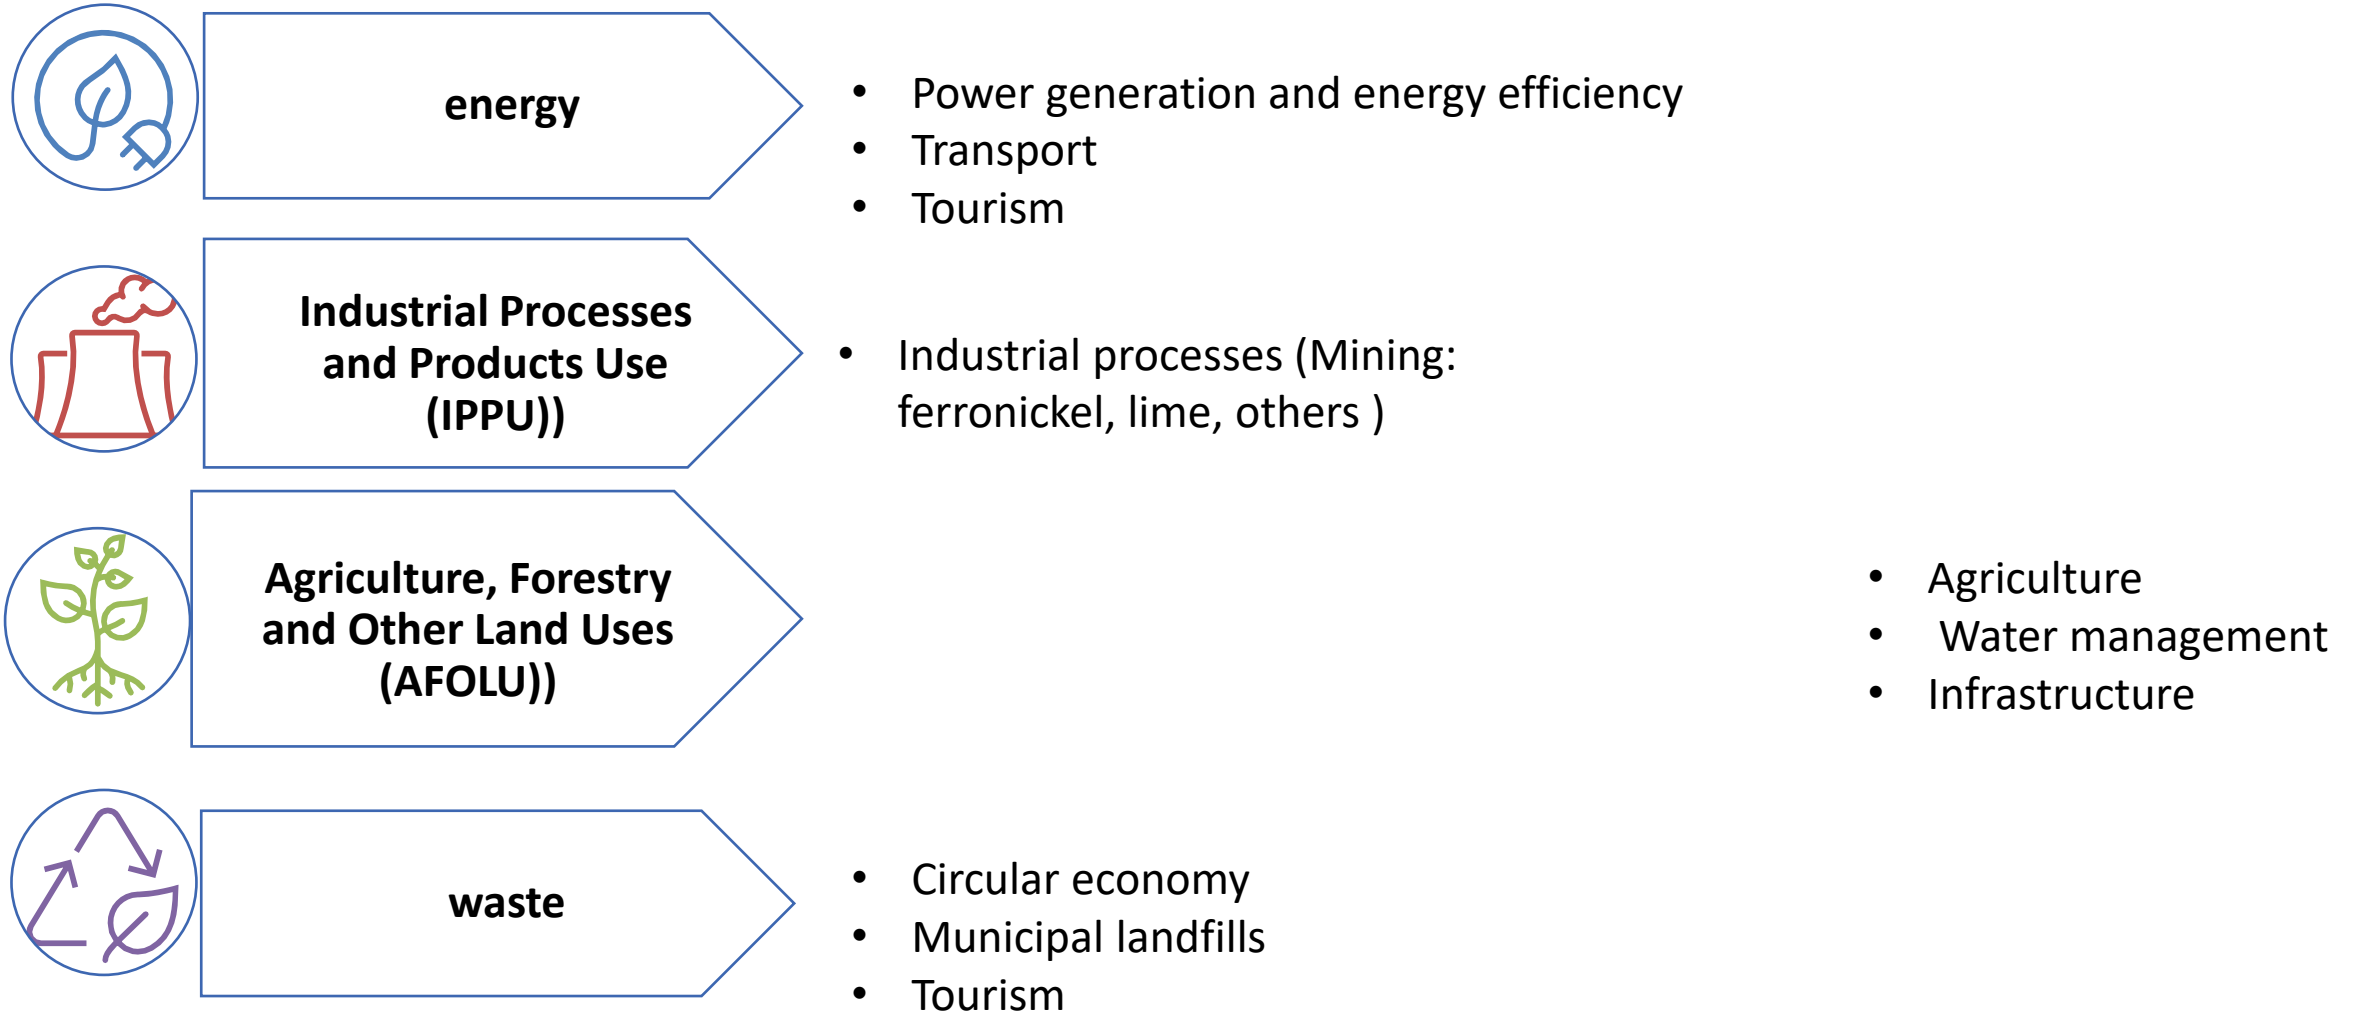 energy
• Power generation and energy efficiency
• Transport
• Tourism
Industrial Processes
and Products Use
(IPPU))
• Industrial processes (Mining:
ferronickel, lime, others )
Agriculture, Forestry
and Other Land Uses
(AFOLU))
• Agriculture
• Water management
• Infrastructure
waste
• Circular economy
• Municipal landfills
• Tourism